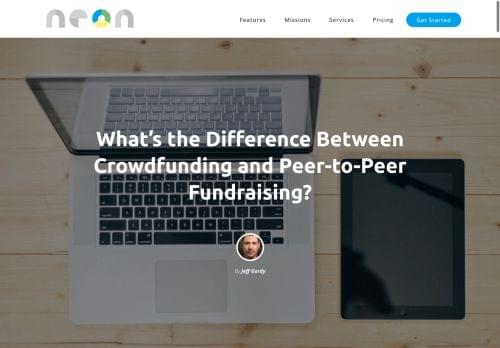 neon
Features Missions Services Pricing Get Started
What's the Difference Between
Crowdfunding and Peer-to-Peer
Fundraising?
By Jeff Gordy